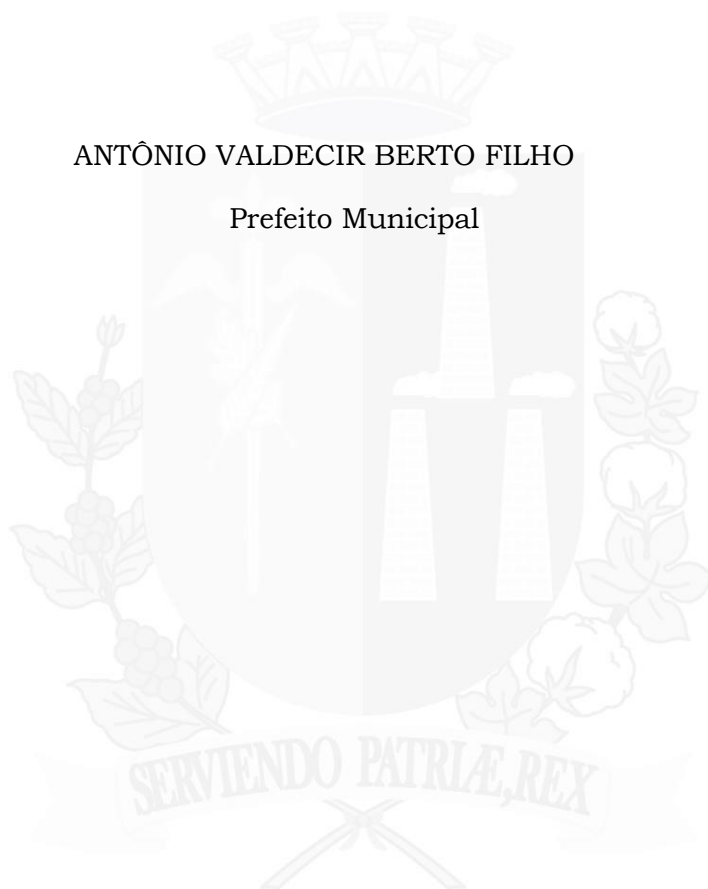 ANTÔNIO VALDECIR BERTO FILHO
Prefeito Municipal
SERVIENDO PATRIÆ, REX